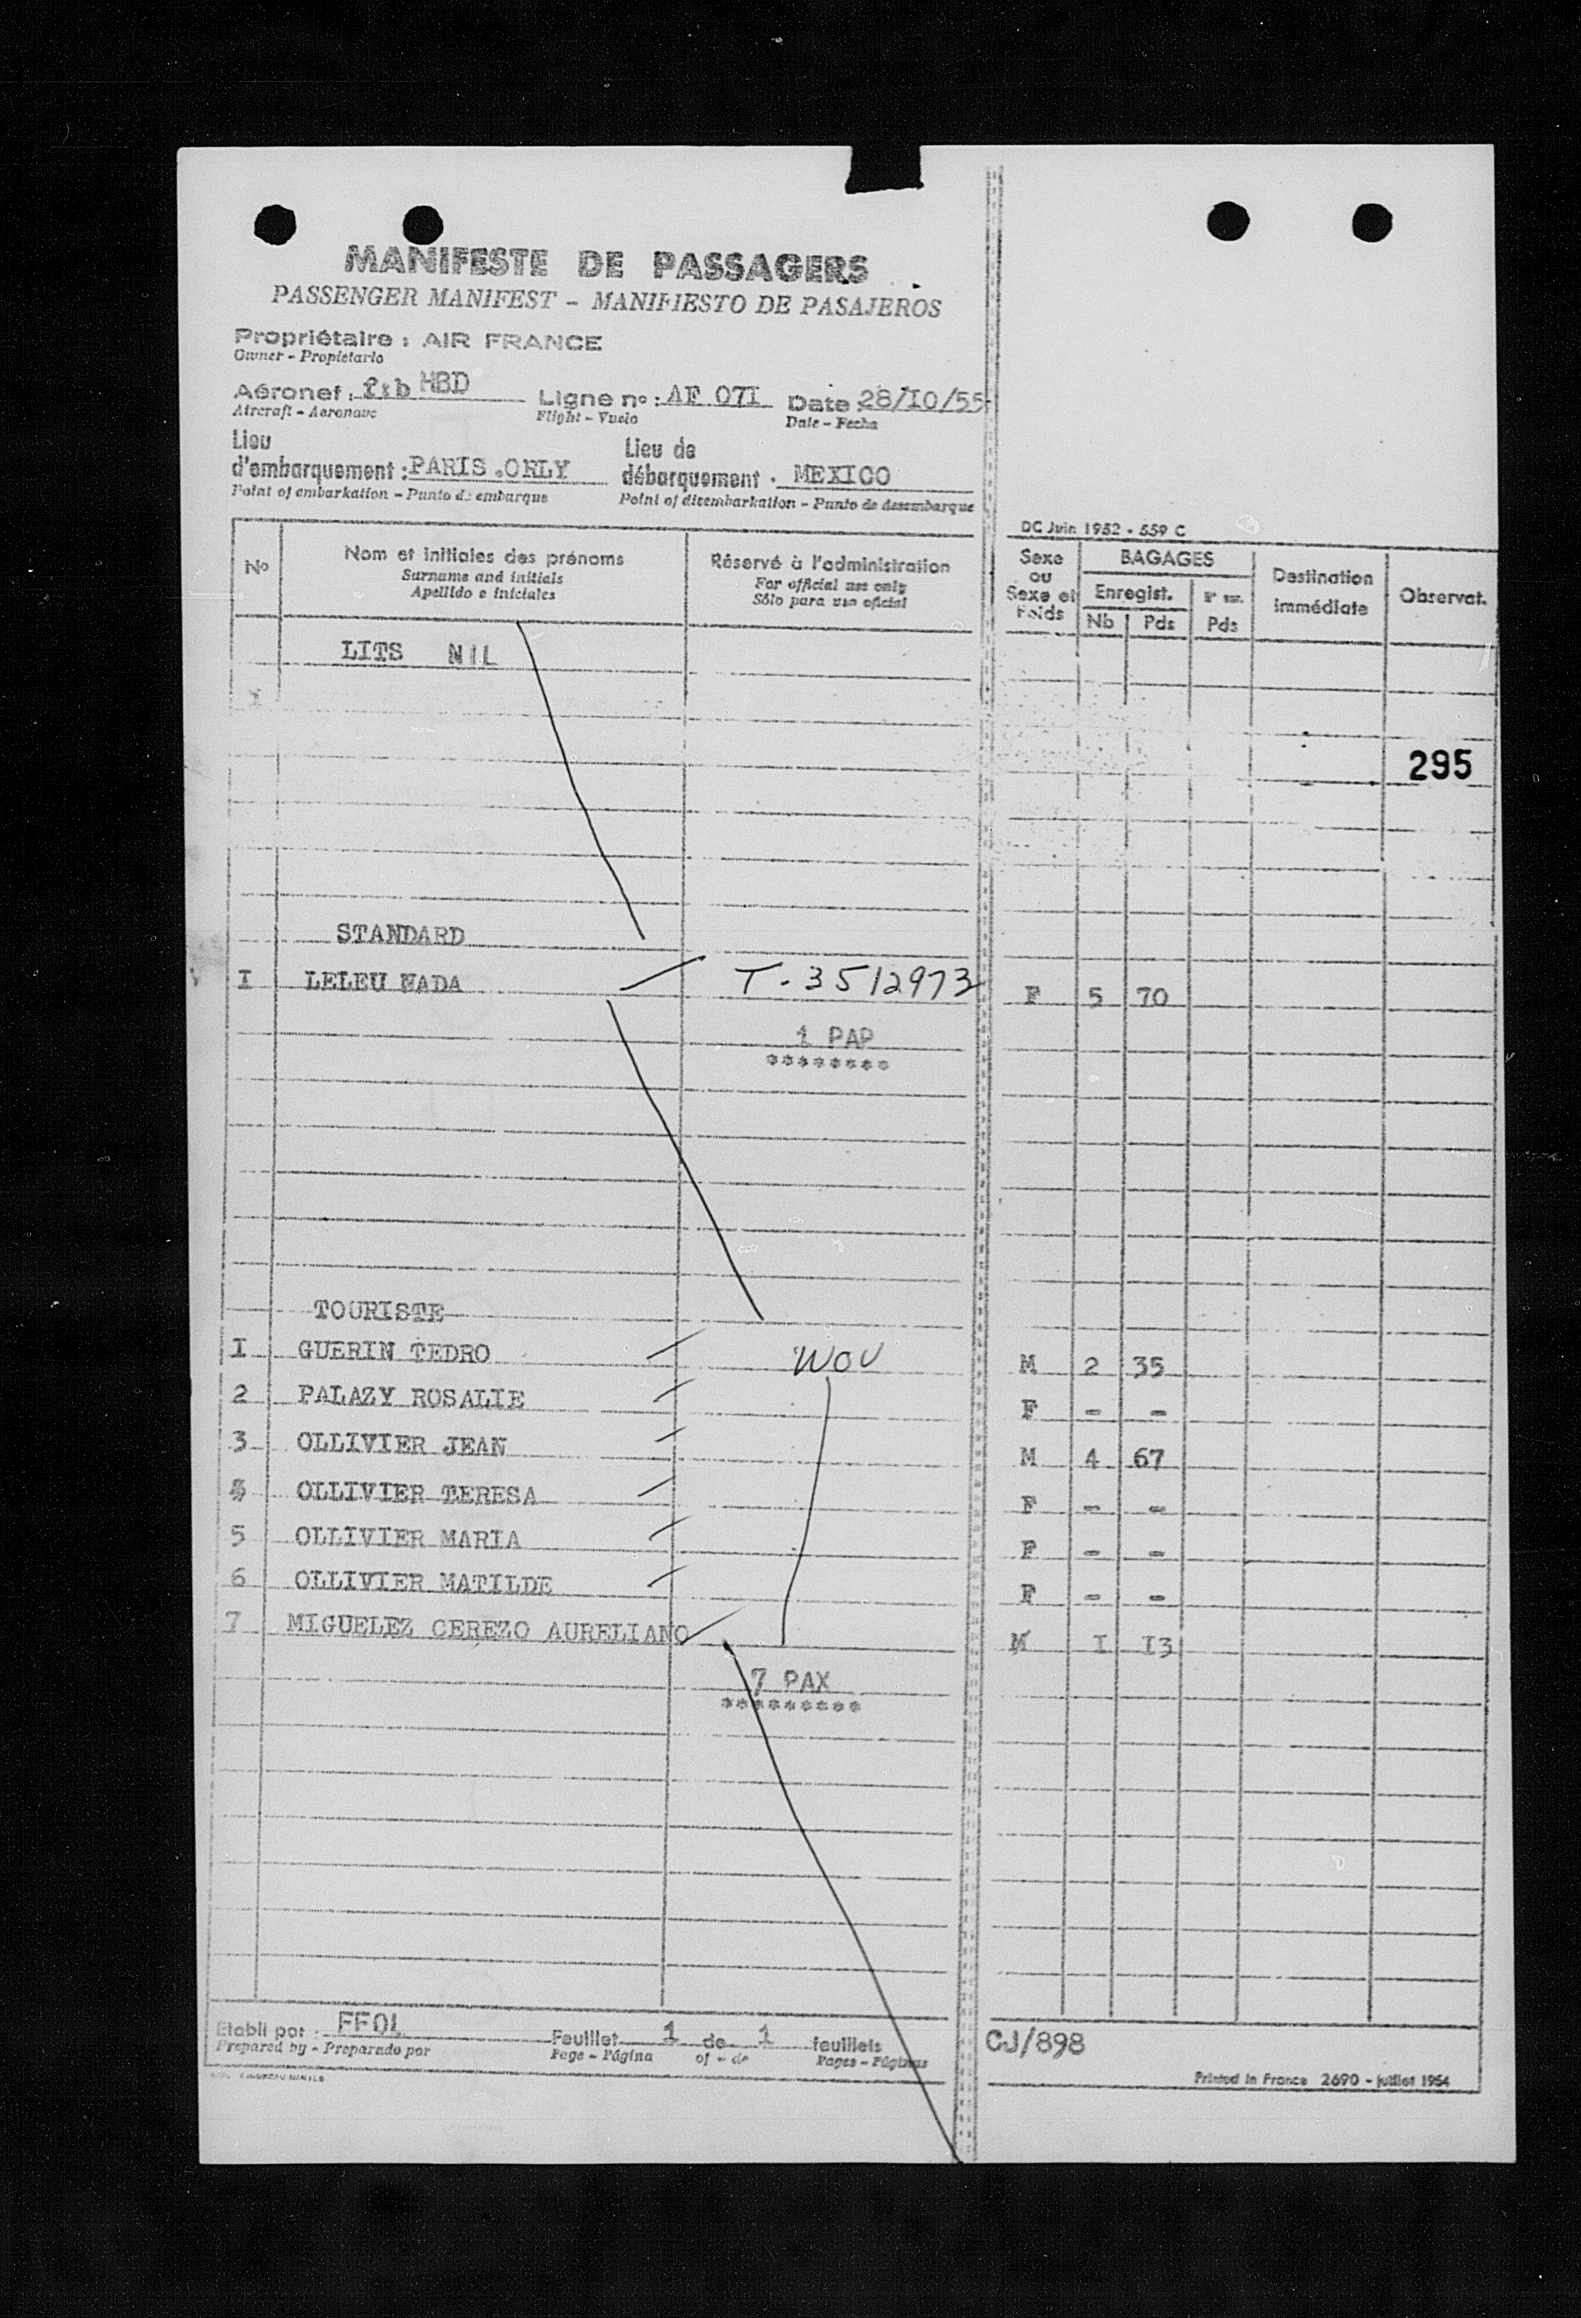 MANIFESTE DE PASSAGERS
PASSENGER MANIFEST - MANIFIESTO DE PASAJEROS
Propriétaire : AIR FRANCE
Owner - Propietario
Aéronef : HBD Ligne no : AF 07I Date 28/IO/55
Aircraft - Aeronave Flight - Vuelo Date - Fecha
Lieu d'embarquement : PARIS.ORLY Lieu de débarquement . MEXICO
Point of embarkation - Punto de embarque Point of disembarkation - Punto de desembarque
DC Juin 1952 - 559 C
No Nom et initiales des prénoms Réservé à l'administration Sexe ou Sexe et Poids BAGAGES Destination immédiate Observat.
Surname and initials For official use only Enregist.
Apellido e iniciales Sólo para uso oficial Nb Pds Pds
LITS NIL
295
STANDARD
I LELEU NADA T-3512973 F 5 70
1 PAP
********
TOURISTE
I GUERIN TEDRO WOV M 2 35
2 PALAZY ROSALIE F - -
3 OLLIVIER JEAN M 4 67
OLLIVIER TERESA F - -
5 OLLIVIER MARIA F - -
6 OLLIVIER MATILDE F - -
7 MIGUELEZ CEREZO AURELIANO M I I3
7 PAX
*********
Etabli par : FFOL Feuillet 1 de 1 feuillets CJ/898
Prepared by - Preparado por Page - Página of - de Pages - Páginas
Printed in France 2690 - juillet 1954